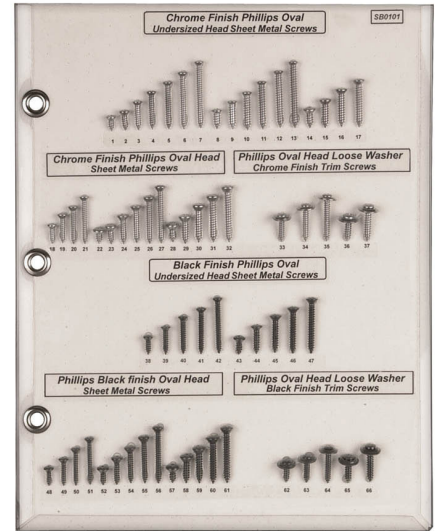 Chrome Finish Phillips Oval
Undersized Head Sheet Metal Screws
SB0101
1 2 3 4 5 6 7 8 9 10 11 12 13 14 15 16 17
Chrome Finish Phillips Oval Head
Sheet Metal Screws
Phillips Oval Head Loose Washer
Chrome Finish Trim Screws
18 19 20 21 22 23 24 25 26 27 28 29 30 31 32
33 34 35 36 37
Black Finish Phillips Oval
Undersized Head Sheet Metal Screws
38 39 40 41 42 43 44 45 46 47
Phillips Black finish Oval Head
Sheet Metal Screws
Phillips Oval Head Loose Washer
Black Finish Trim Screws
48 49 50 51 52 53 54 55 56 57 58 59 60 61
62 63 64 65 66